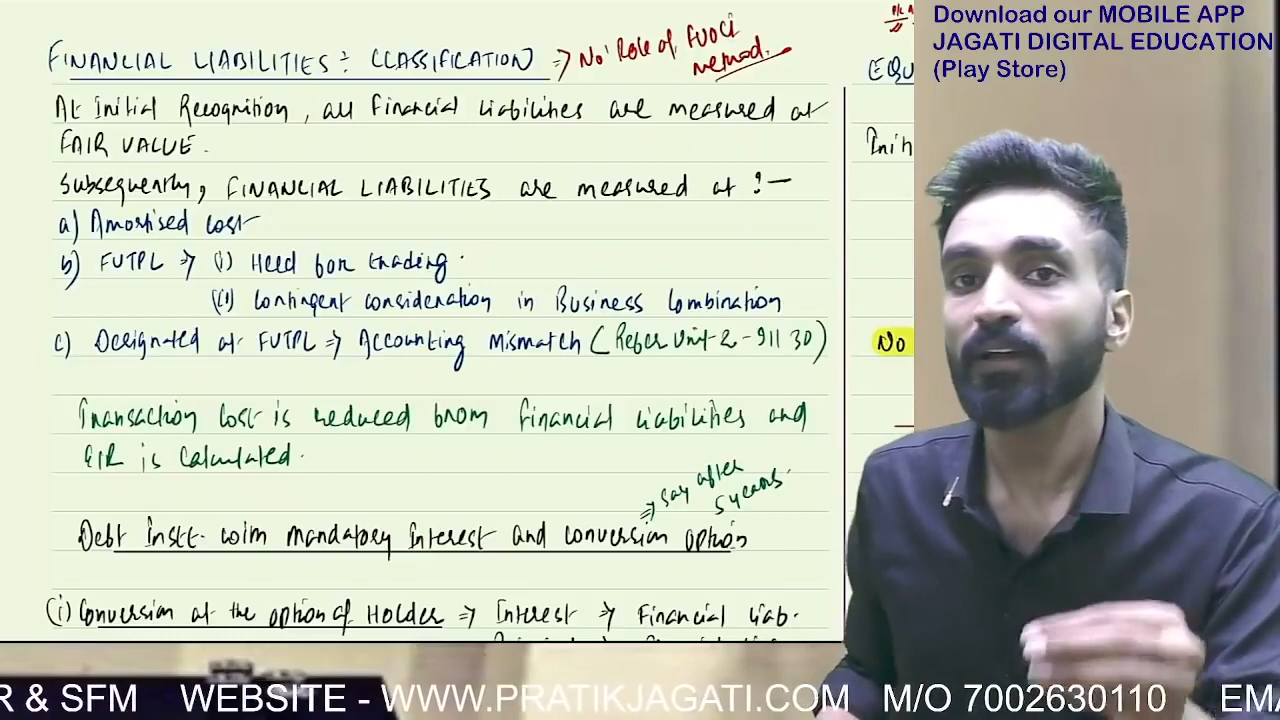 FINANCIAL LIABILITIES : CLASSIFICATION => No Role of FVOCI method.
At Initial Recognition, all financial liabilities are measured at
FAIR VALUE.
Subsequently, FINANCIAL LIABILITIES are measured at :-
a) Amortised cost
b) FVTPL => (i) Held for trading.
(ii) Contingent consideration in Business Combination
c) Designated at FVTPL => Accounting Mismatch (Refer Unit-2-
Transaction cost is reduced from financial liabilities and
EIR is calculated.
=> say after 5 years.
Debt Instt. with mandatory Interest and conversion option
(i) Conversion at the option of Holder => Interest => Financial Liab.
EQU
Init
No
Download our MOBILE APP
JAGATI DIGITAL EDUCATION
(Play Store)
R & SFM WEBSITE - WWW.PRATIKJAGATI.COM M/O 7002630110 EMA